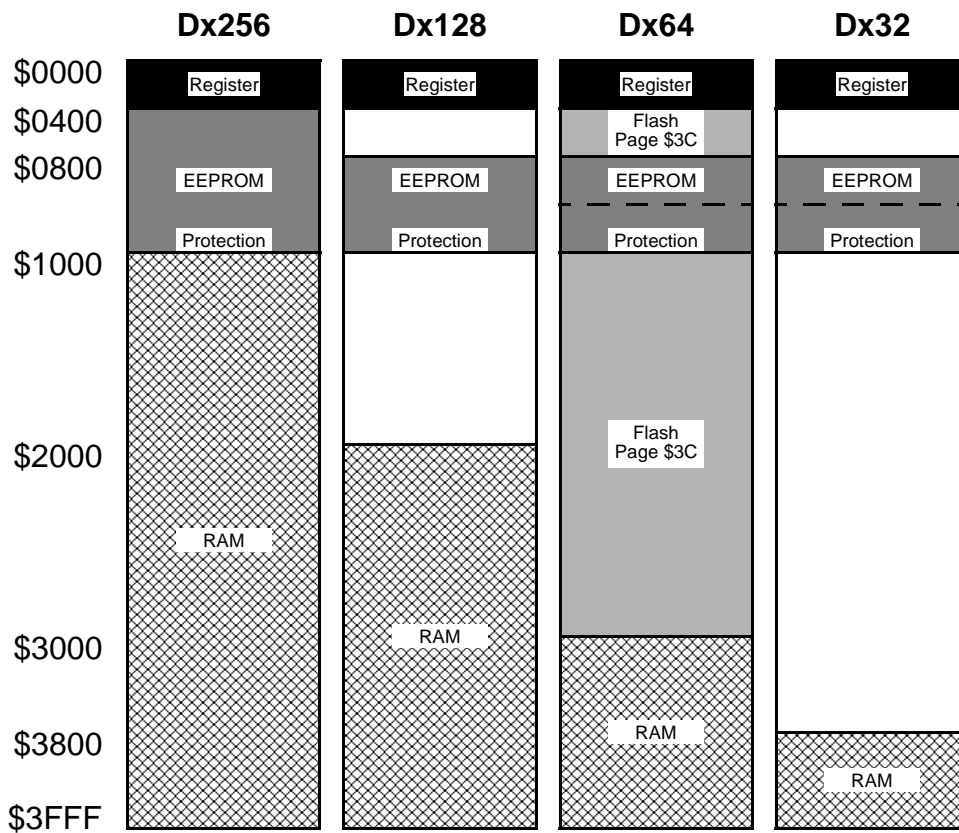 Dx256 Dx128 Dx64 Dx32
$0000 Register Register Register Register
$0400 Flash
Page $3C
$0800 EEPROM EEPROM EEPROM EEPROM
Protection Protection Protection Protection
$1000
Flash
$2000 Page $3C
RAM
$3000 RAM
RAM
$3800
RAM
$3FFF